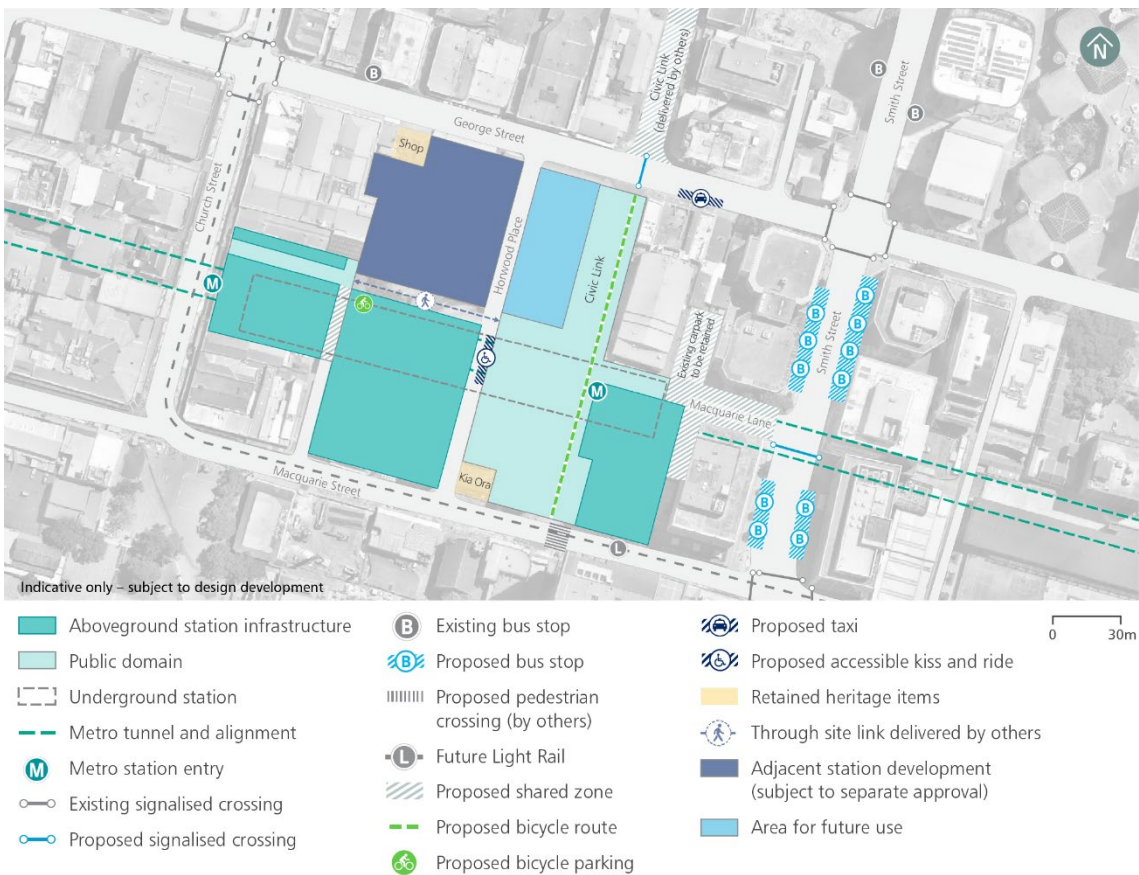 N
B
B
B
George Street
Civic Link
(delivered by others)
Smith Street
Shop
Church Street
Horwood Place
Civic Link
M
Existing carpark
to be retained
B
B
B
B
B
B
B
Smith Street
M
Macquarie Lane
Macquarie Street
Kia Ora
L
B
B
B
B
Indicative only – subject to design development
Aboveground station infrastructure
Public domain
Underground station
Metro tunnel and alignment
M Metro station entry
Existing signalised crossing
Proposed signalised crossing
B Existing bus stop
B Proposed bus stop
Proposed pedestrian
crossing (by others)
L Future Light Rail
Proposed shared zone
Proposed bicycle route
Proposed bicycle parking
Proposed taxi
Proposed accessible kiss and ride
Retained heritage items
Through site link delivered by others
Adjacent station development
(subject to separate approval)
Area for future use
0 30m